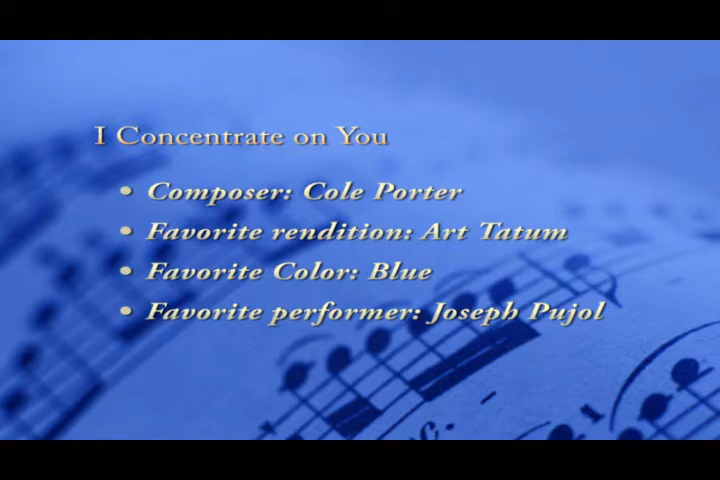 I Concentrate on You
• Composer: Cole Porter
• Favorite rendition: Art Tatum
• Favorite Color: Blue
• Favorite performer: Joseph Pujol